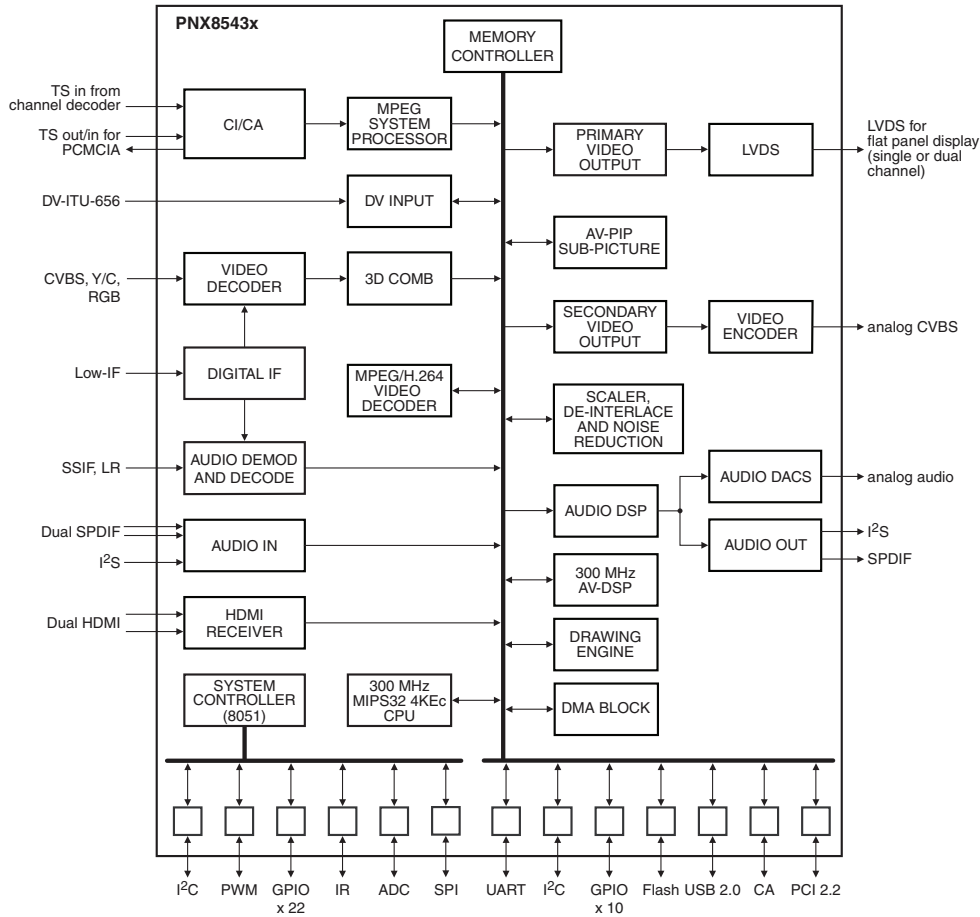 PNX8543x
MEMORY
CONTROLLER
TS in from
channel decoder
TS out/in for
PCMCIA
CI/CA
MPEG
SYSTEM
PROCESSOR
PRIMARY
VIDEO
OUTPUT
LVDS
LVDS for
flat panel display
(single or dual
channel)
DV-ITU-656
DV INPUT
AV-PIP
SUB-PICTURE
CVBS, Y/C,
RGB
VIDEO
DECODER
3D COMB
SECONDARY
VIDEO
OUTPUT
VIDEO
ENCODER
analog CVBS
Low-IF
DIGITAL IF
MPEG/H.264
VIDEO
DECODER
SCALER,
DE-INTERLACE
AND NOISE
REDUCTION
SSIF, LR
AUDIO DEMOD
AND DECODE
AUDIO DACS
analog audio
AUDIO DSP
Dual SPDIF
I2S
AUDIO IN
AUDIO OUT
I2S
SPDIF
300 MHz
AV-DSP
Dual HDMI
HDMI
RECEIVER
DRAWING
ENGINE
SYSTEM
CONTROLLER
(8051)
300 MHz
MIPS32 4KEc
CPU
DMA BLOCK
I2C
PWM
GPIO
x 22
IR
ADC
SPI
UART
I2C
GPIO
x 10
Flash
USB 2.0
CA
PCI 2.2